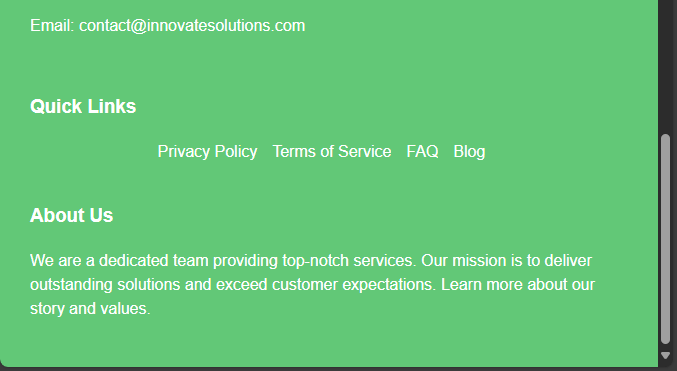 Email: contact@innovatesolutions.com
Quick Links
Privacy Policy Terms of Service FAQ Blog
About Us
We are a dedicated team providing top-notch services. Our mission is to deliver
outstanding solutions and exceed customer expectations. Learn more about our
story and values.